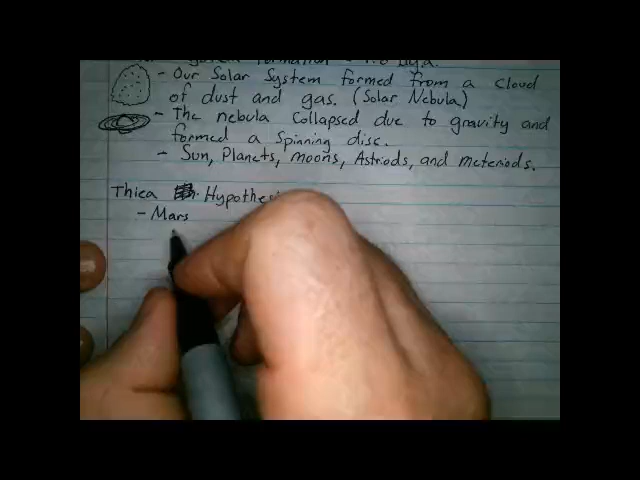 - Our Solar System formed from a cloud
of dust and gas. (Solar Nebula)
- The nebula collapsed due to gravity and
formed a spinning disc.
- Sun, Planets, moons, Astriods, and meteriods.
Thiea Hypothesi
- Mars